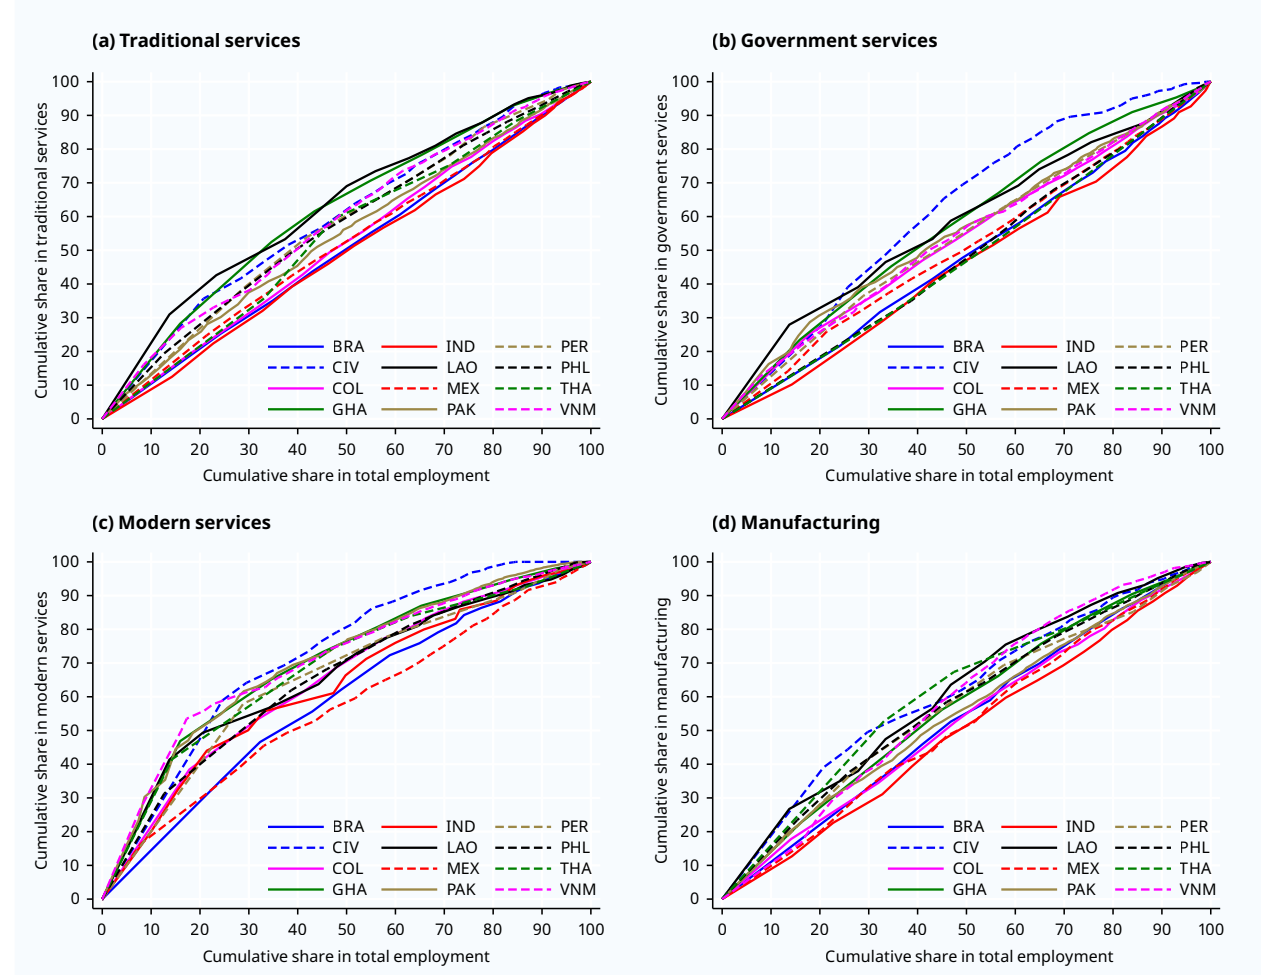 (a) Traditional services
Cumulative share in traditional services
100
90
80
70
60
50
40
30
20
10
0
BRA IND PER
CIV LAO PHL
COL MEX THA
GHA PAK VNM
0 10 20 30 40 50 60 70 80 90 100
Cumulative share in total employment
(b) Government services
Cumulative share in government services
100
90
80
70
60
50
40
30
20
10
0
BRA IND PER
CIV LAO PHL
COL MEX THA
GHA PAK VNM
0 10 20 30 40 50 60 70 80 90 100
Cumulative share in total employment
(c) Modern services
Cumulative share in modern services
100
90
80
70
60
50
40
30
20
10
0
BRA IND PER
CIV LAO PHL
COL MEX THA
GHA PAK VNM
0 10 20 30 40 50 60 70 80 90 100
Cumulative share in total employment
(d) Manufacturing
Cumulative share in manufacturing
100
90
80
70
60
50
40
30
20
10
0
BRA IND PER
CIV LAO PHL
COL MEX THA
GHA PAK VNM
0 10 20 30 40 50 60 70 80 90 100
Cumulative share in total employment